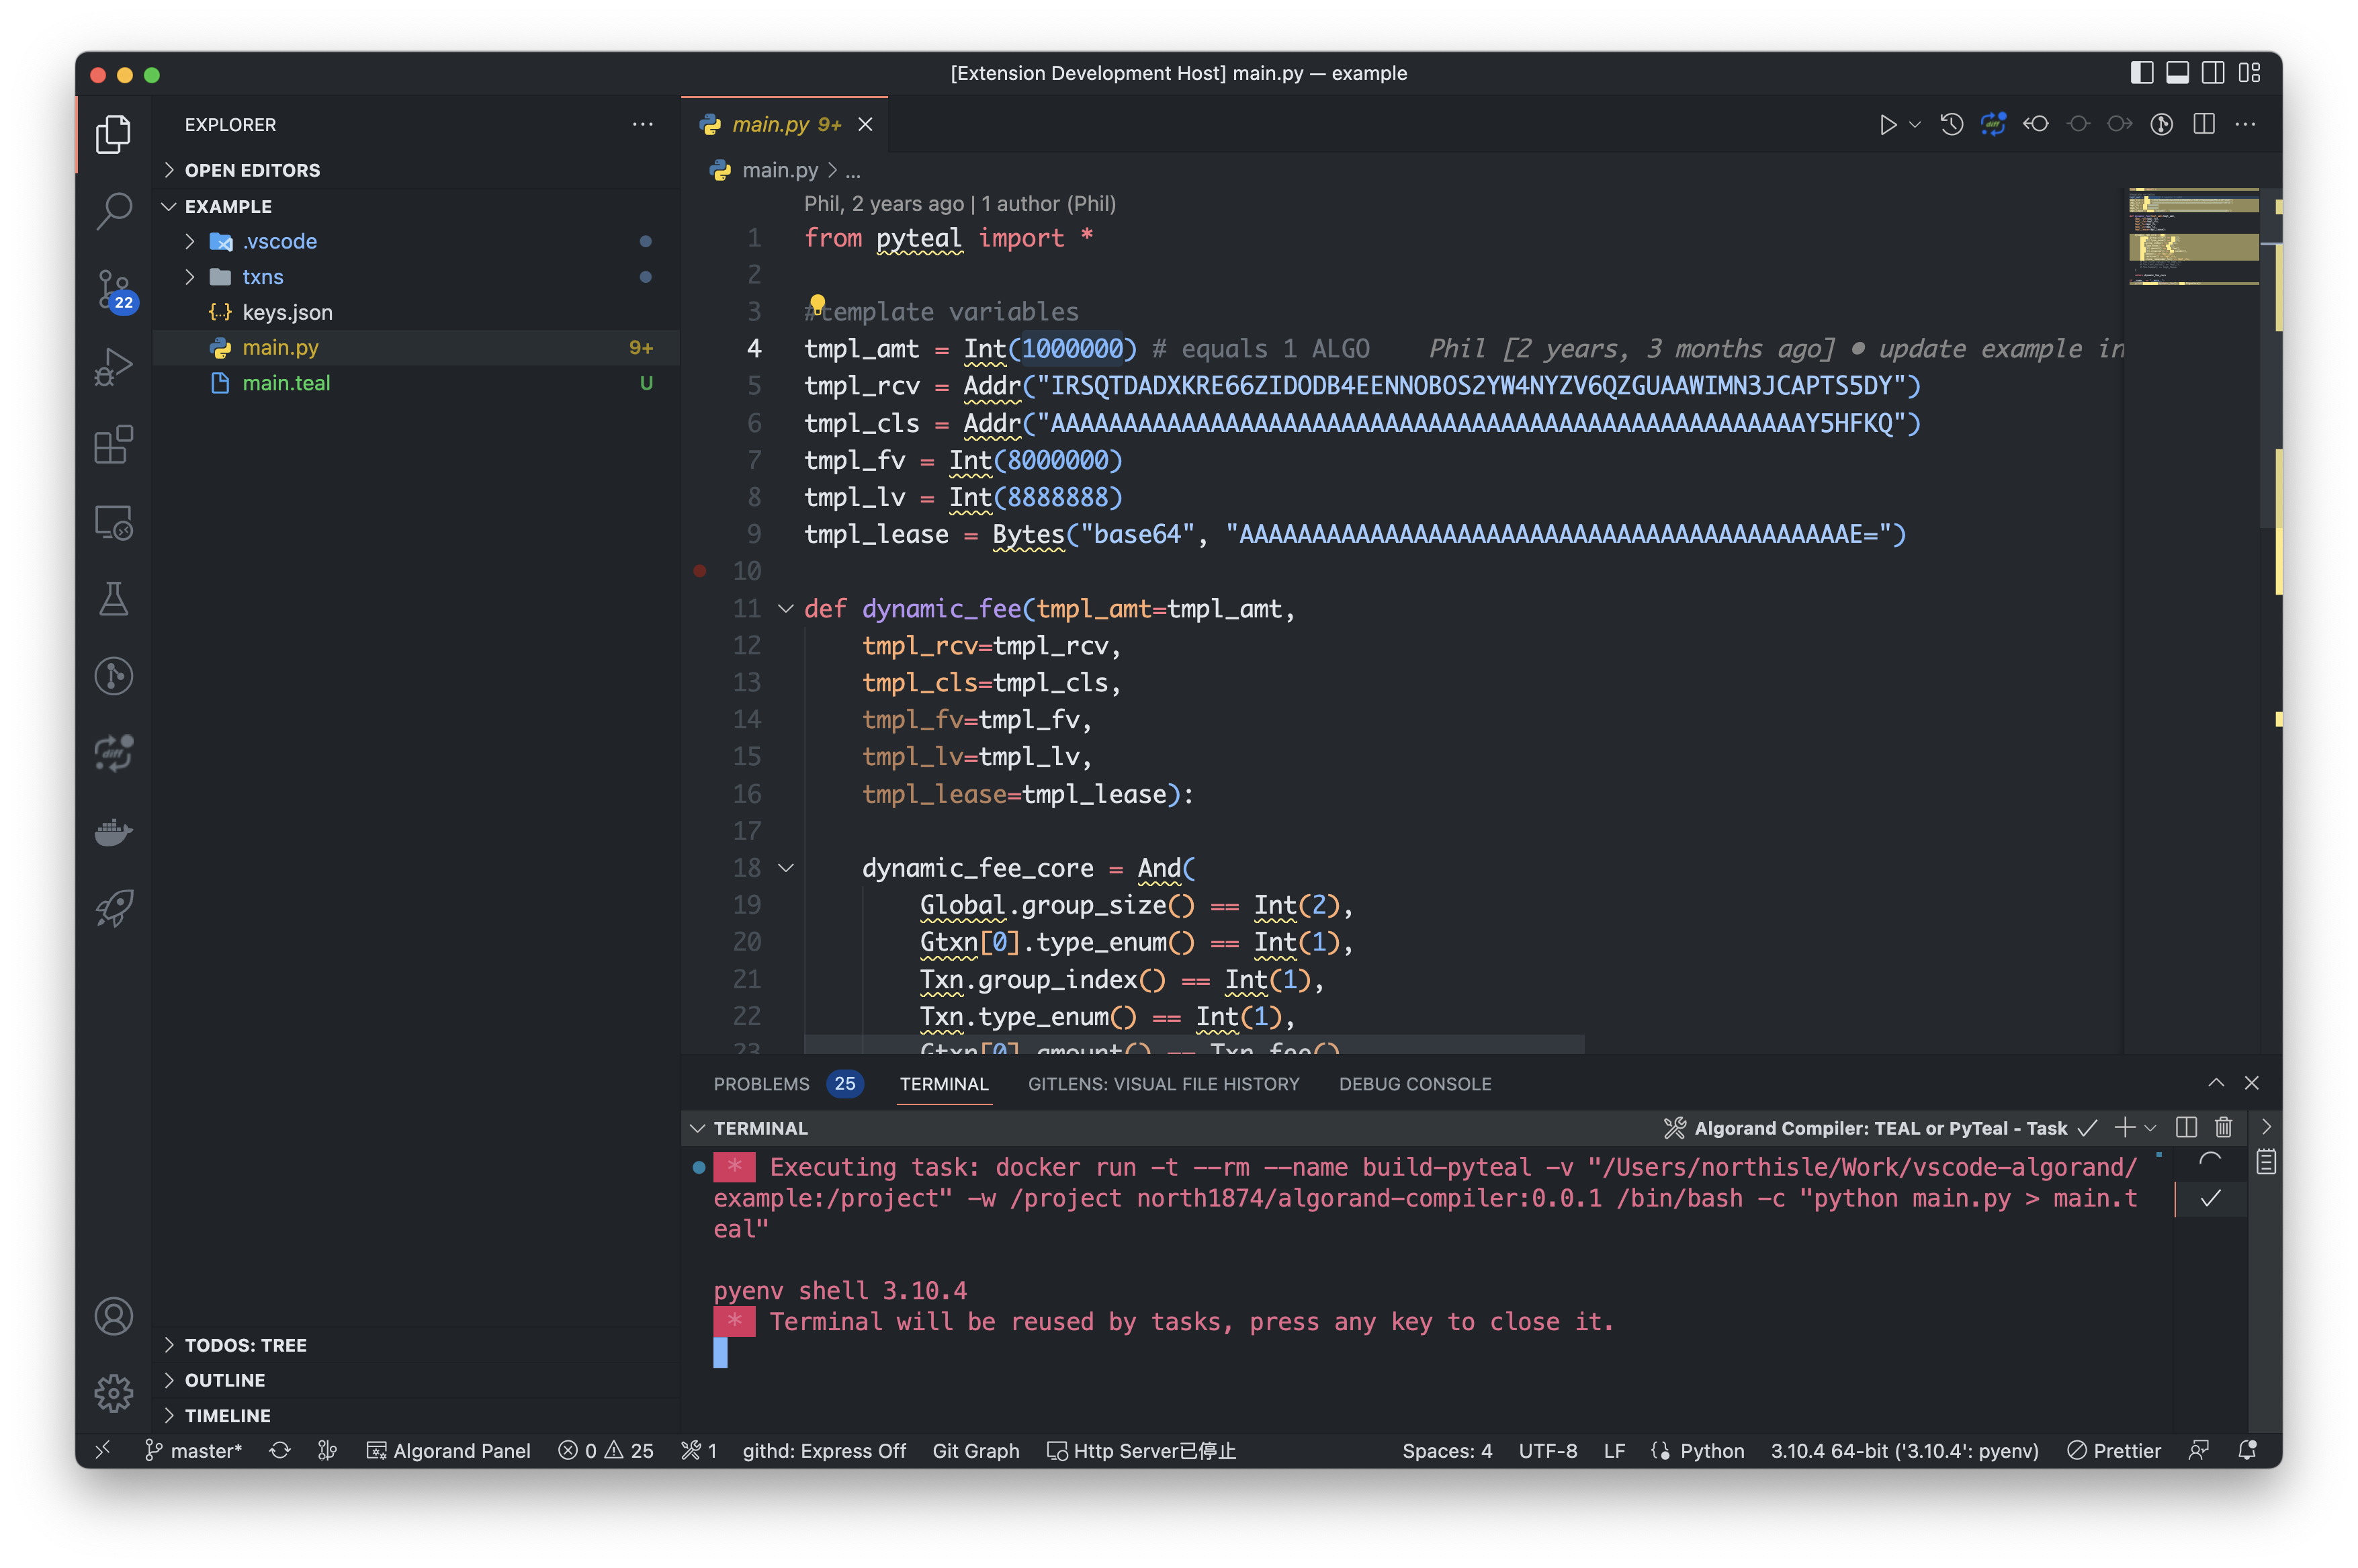 [Extension Development Host] main.py — example
EXPLORER
OPEN EDITORS
EXAMPLE
.vscode
txns
22
keys.json
main.py 9+
main.teal U
TODOS: TREE
OUTLINE
TIMELINE
main.py 9+
main.py > ...
Phil, 2 years ago | 1 author (Phil)
1 from pyteal import *
2
3 #template variables
4 tmpl_amt = Int(1000000) # equals 1 ALGO Phil [2 years, 3 months ago] • update example in
5 tmpl_rcv = Addr("IRSQTDADXKRE66ZIDODB4EENNOBOS2YW4NYZV6QZGUAAWIMN3JCAPTS5DY")
6 tmpl_cls = Addr("AAAAAAAAAAAAAAAAAAAAAAAAAAAAAAAAAAAAAAAAAAAAAAAAAAAAY5HFKQ")
7 tmpl_fv = Int(8000000)
8 tmpl_lv = Int(8888888)
9 tmpl_lease = Bytes("base64", "AAAAAAAAAAAAAAAAAAAAAAAAAAAAAAAAAAAAAAAAAAE=")
10
11 def dynamic_fee(tmpl_amt=tmpl_amt,
12 tmpl_rcv=tmpl_rcv,
13 tmpl_cls=tmpl_cls,
14 tmpl_fv=tmpl_fv,
15 tmpl_lv=tmpl_lv,
16 tmpl_lease=tmpl_lease):
17
18 dynamic_fee_core = And(
19 Global.group_size() == Int(2),
20 Gtxn[0].type_enum() == Int(1),
21 Txn.group_index() == Int(1),
22 Txn.type_enum() == Int(1),
23 Gtxn[0].amount() == Txn.fee()
PROBLEMS 25 TERMINAL GITLENS: VISUAL FILE HISTORY DEBUG CONSOLE
TERMINAL Algorand Compiler: TEAL or PyTeal - Task
* Executing task: docker run -t --rm --name build-pyteal -v "/Users/northisle/Work/vscode-algorand/
example:/project" -w /project north1874/algorand-compiler:0.0.1 /bin/bash -c "python main.py > main.t
eal"
pyenv shell 3.10.4
* Terminal will be reused by tasks, press any key to close it.
master* Algorand Panel 0 25 1 githd: Express Off Git Graph Http Server已停止 Spaces: 4 UTF-8 LF Python 3.10.4 64-bit ('3.10.4': pyenv) Prettier